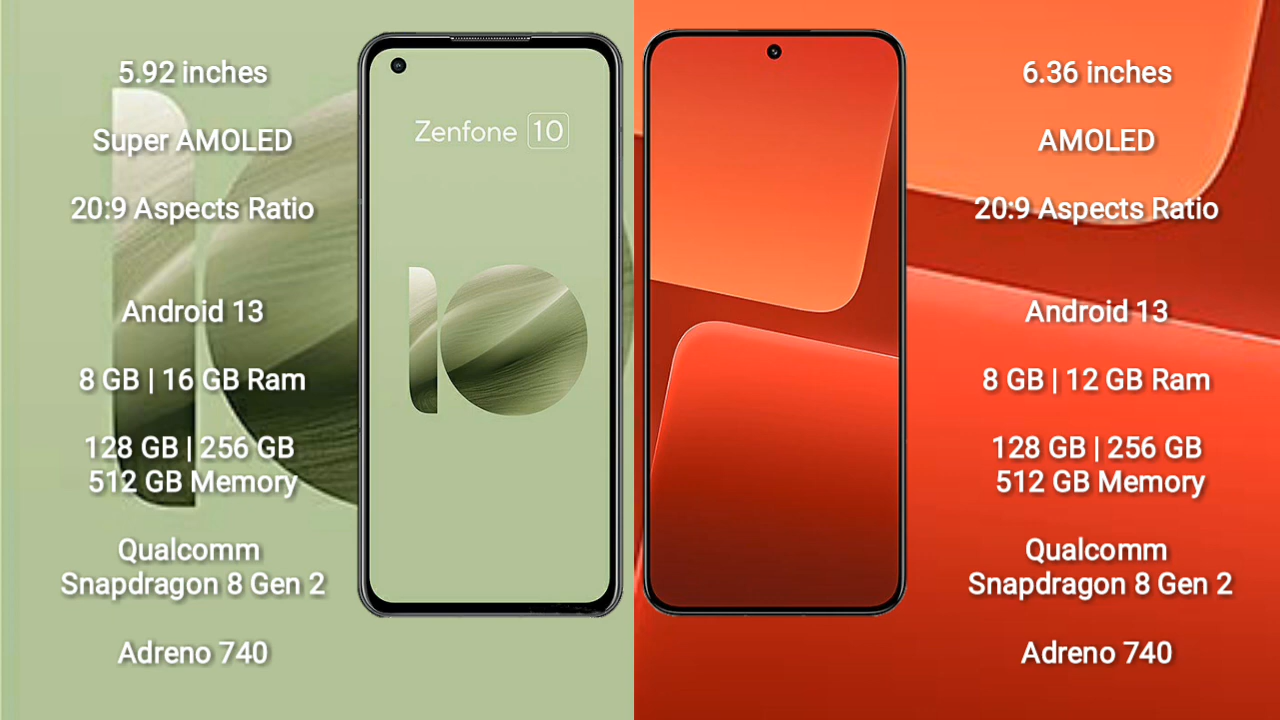 5.92 inches
Super AMOLED
20:9 Aspects Ratio
Android 13
8 GB | 16 GB Ram
128 GB | 256 GB
512 GB Memory
Qualcomm
Snapdragon 8 Gen 2
Adreno 740
Zenfone 10
10
6.36 inches
AMOLED
20:9 Aspects Ratio
Android 13
8 GB | 12 GB Ram
128 GB | 256 GB
512 GB Memory
Qualcomm
Snapdragon 8 Gen 2
Adreno 740